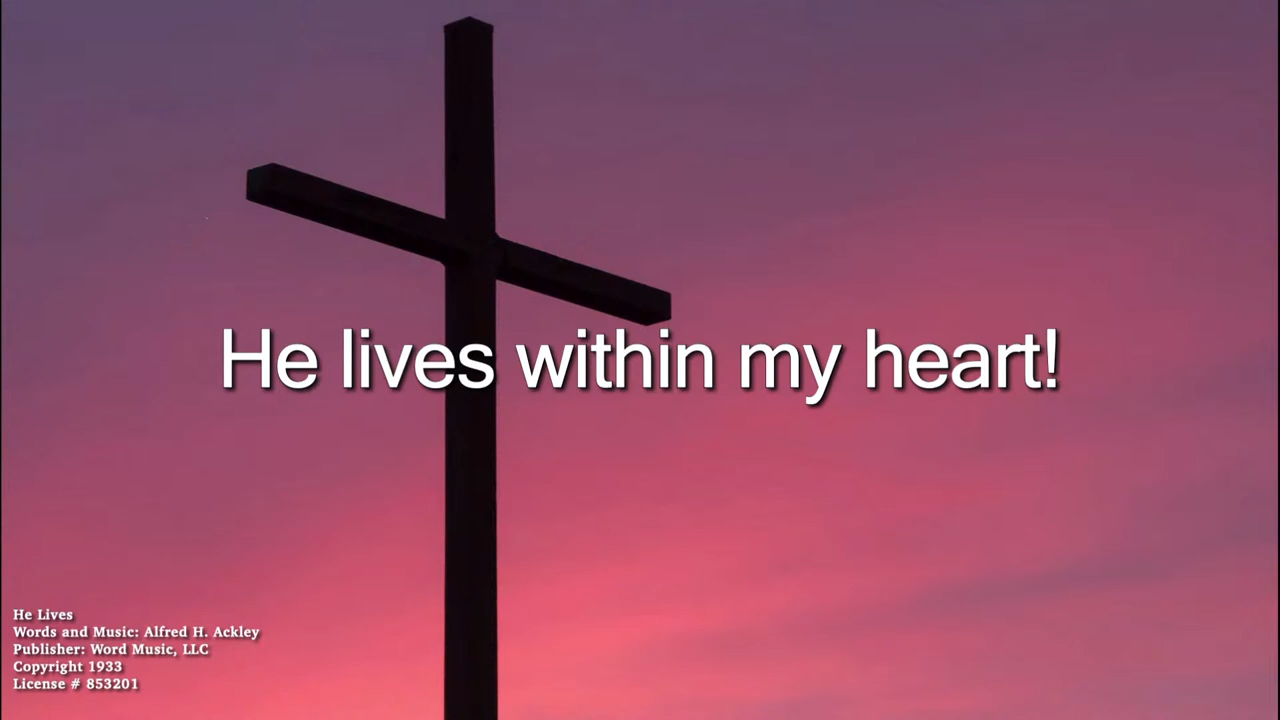 He lives within my heart!
He Lives
Words and Music: Alfred H. Ackley
Publisher: Word Music, LLC
Copyright 1933
License # 853201